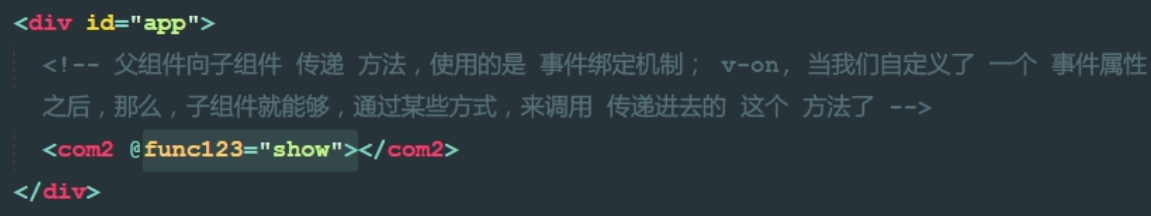 <div id="app">
<!-- 父组件向子组件 传递 方法，使用的是 事件绑定机制； v-on, 当我们自定义了 一个 事件属性
之后，那么，子组件就能够，通过某些方式，来调用 传递进去的 这个 方法了 -->
<com2 @func123="show"></com2>
</div>